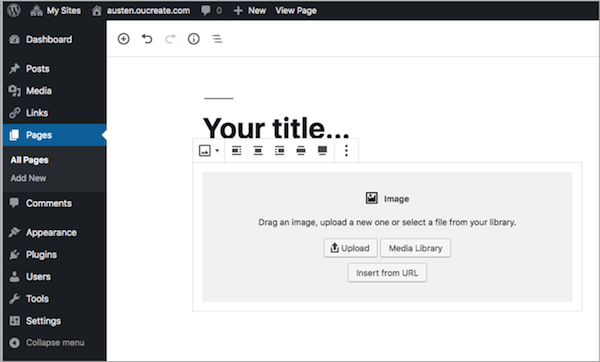 My Sites austen.oucreate.com 0 + New View Page
Dashboard
Posts
Media
Links
Pages
All Pages
Add New
Comments
Appearance
Plugins
Users
Tools
Settings
Collapse menu
Your title...
Image
Drag an image, upload a new one or select a file from your library.
Upload Media Library
Insert from URL